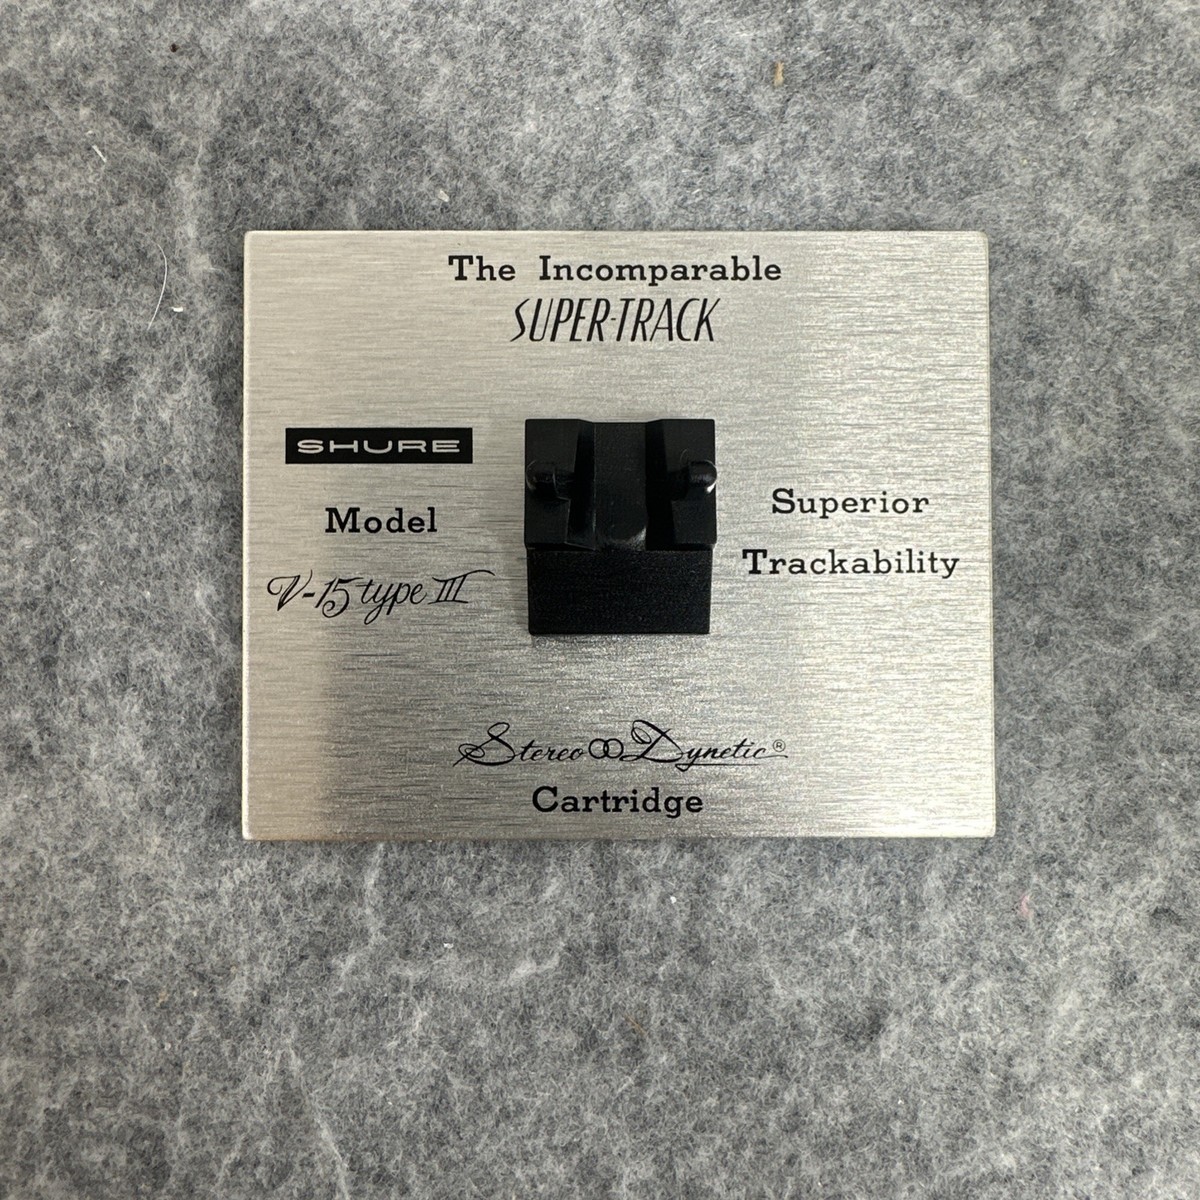 The Incomparable
SUPER-TRACK
SHURE
Model
V-15 type III
Superior
Trackability
Stereo Dynetic®
Cartridge